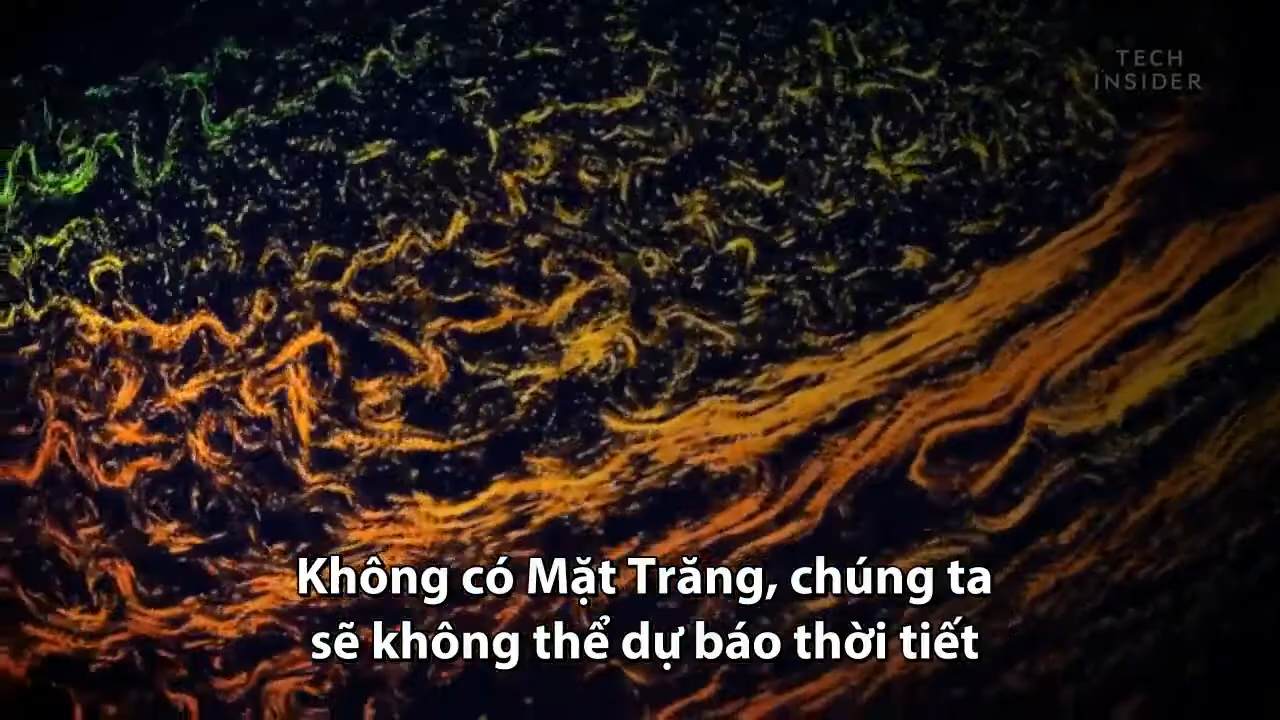 TECH
INSIDER
Không có Mặt Trăng, chúng ta
sẽ không thể dự báo thời tiết